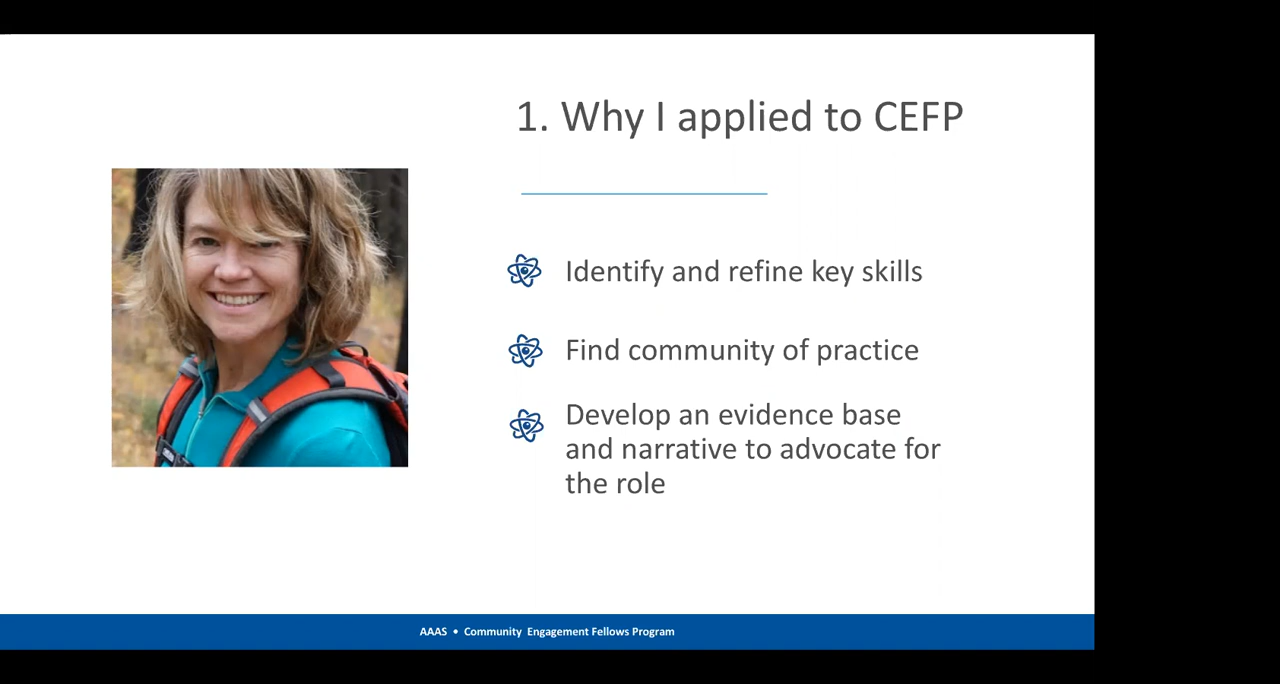 1. Why I applied to CEFP
Identify and refine key skills
Find community of practice
Develop an evidence base
and narrative to advocate for
the role
AAAS • Community Engagement Fellows Program